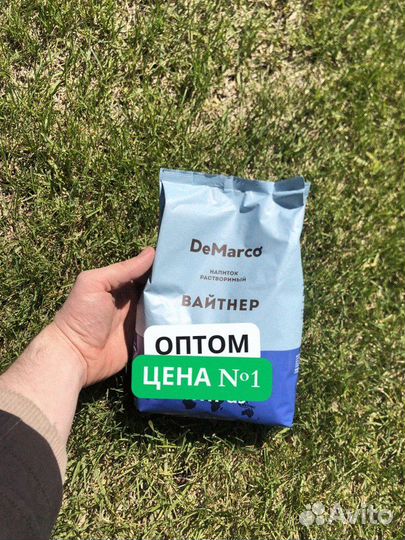 DeMarco
НАПИТОК
РАСТВОРИМЫЙ
ВАЙТНЕР
ОПТОМ
ЦЕНА №1
Avito